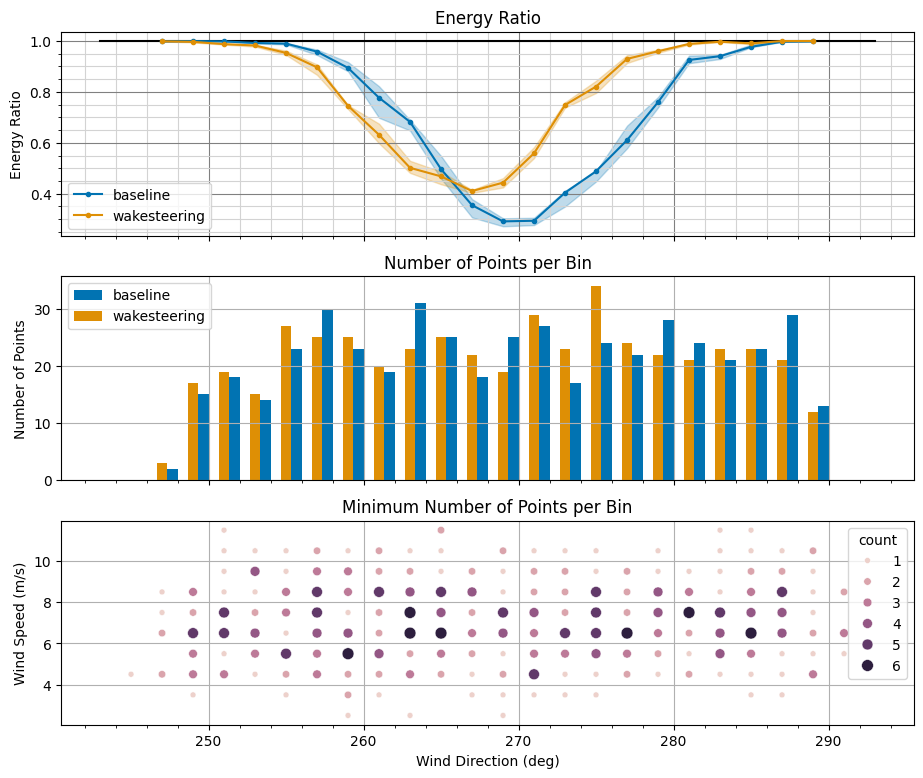 Energy Ratio
Energy Ratio
1.0
0.8
0.6
0.4
baseline
wakesteering
Number of Points per Bin
Number of Points
30
20
10
0
baseline
wakesteering
Minimum Number of Points per Bin
Wind Speed (m/s)
10
8
6
4
count
1
2
3
4
5
6
250
260
270
280
290
Wind Direction (deg)